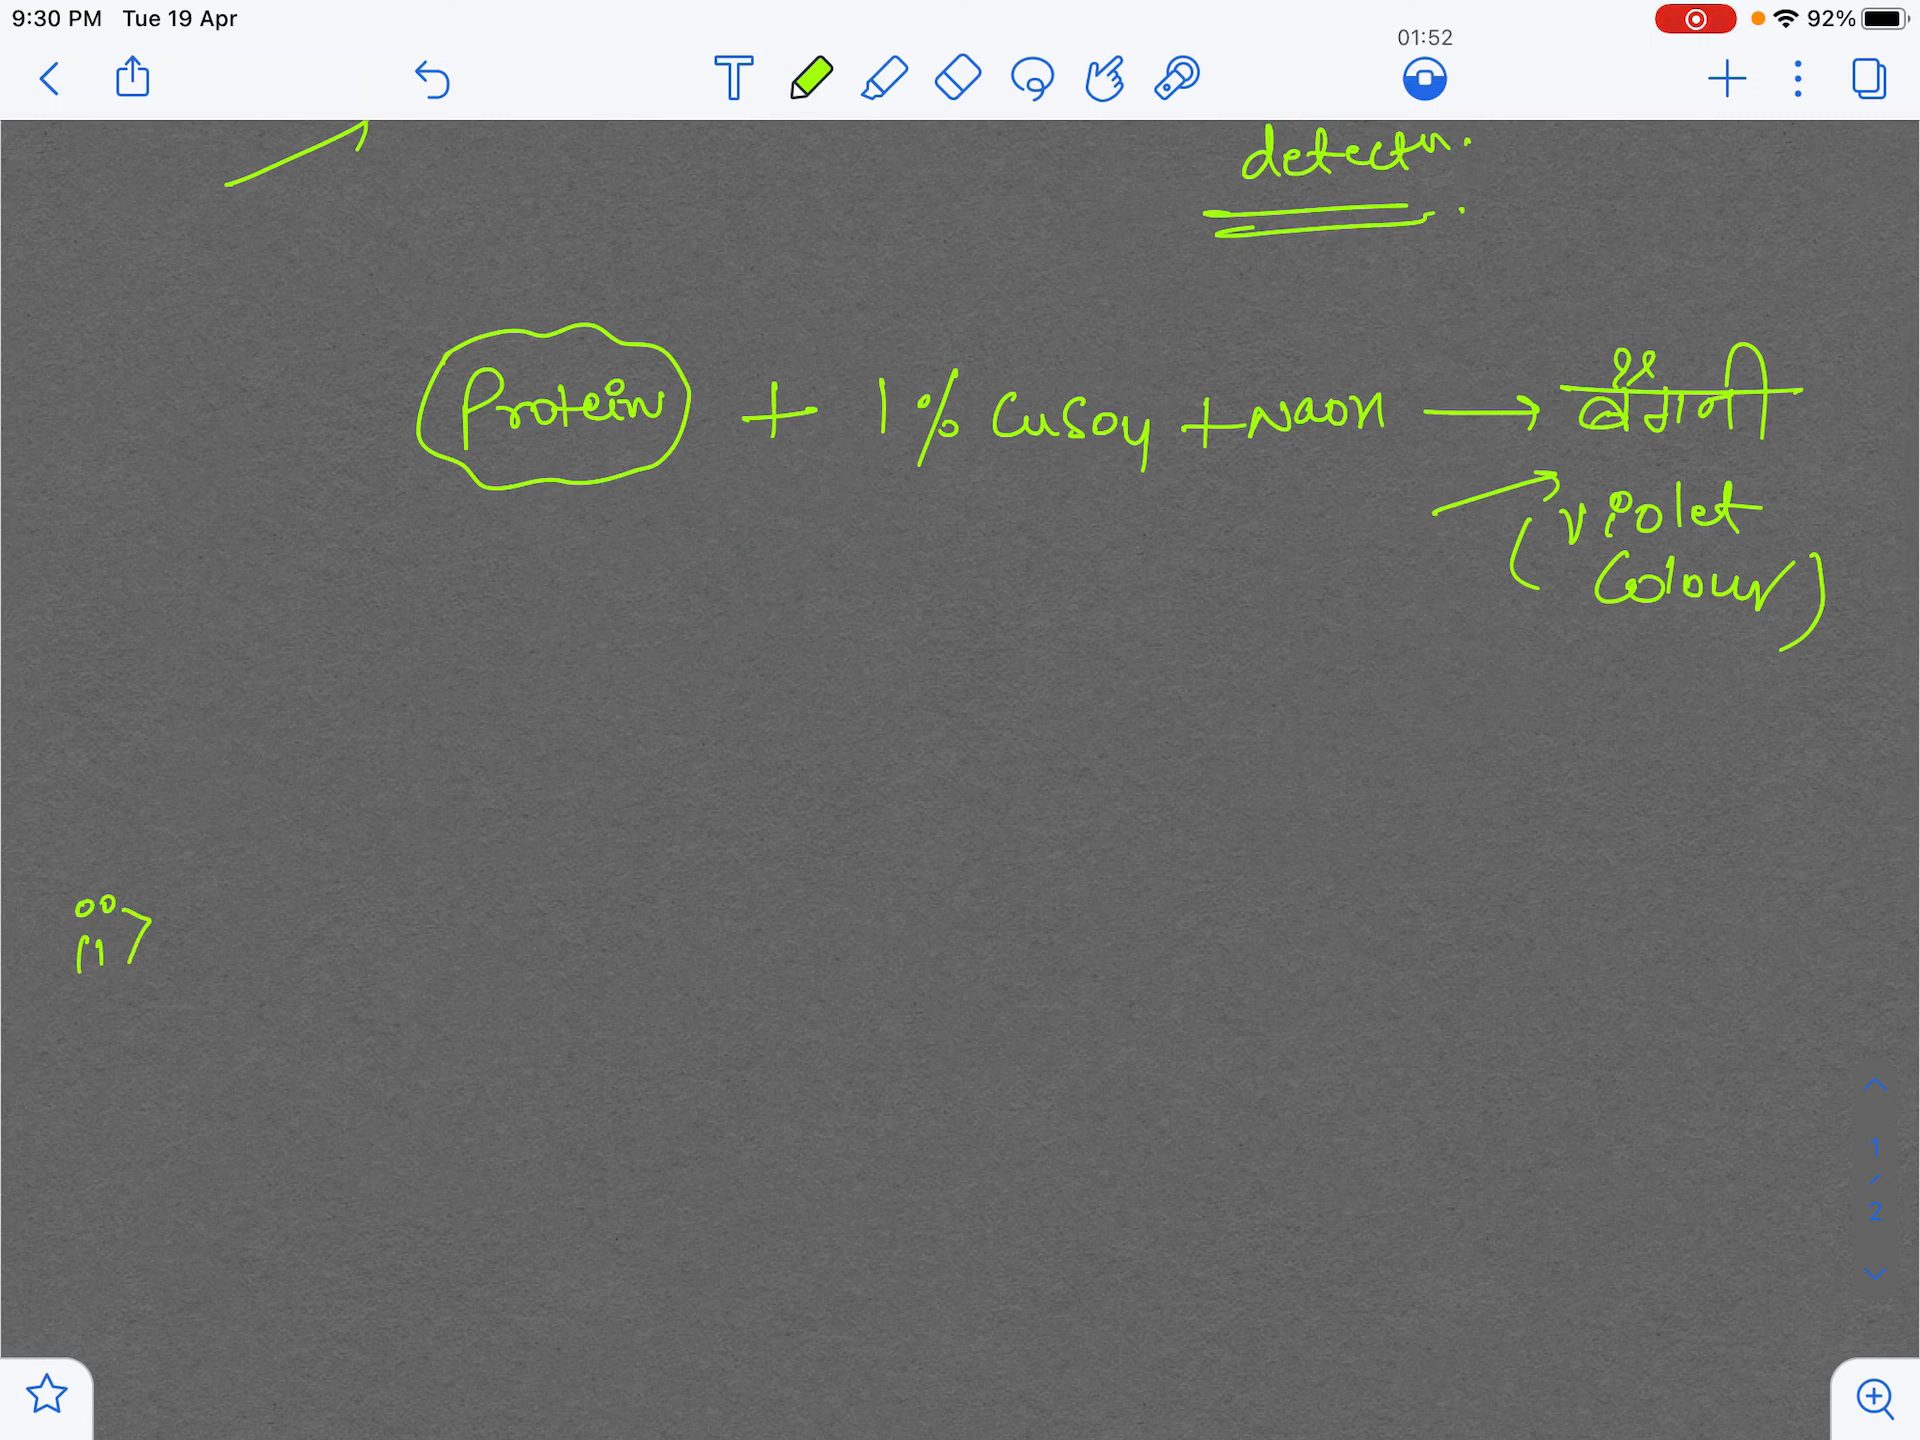 9:30 PM Tue 19 Apr
92%
01:52
detectn.
Protein + 1% CuSO4 + NaOH → बैंगनी
(violet
Colour)
ii>
1
/
2